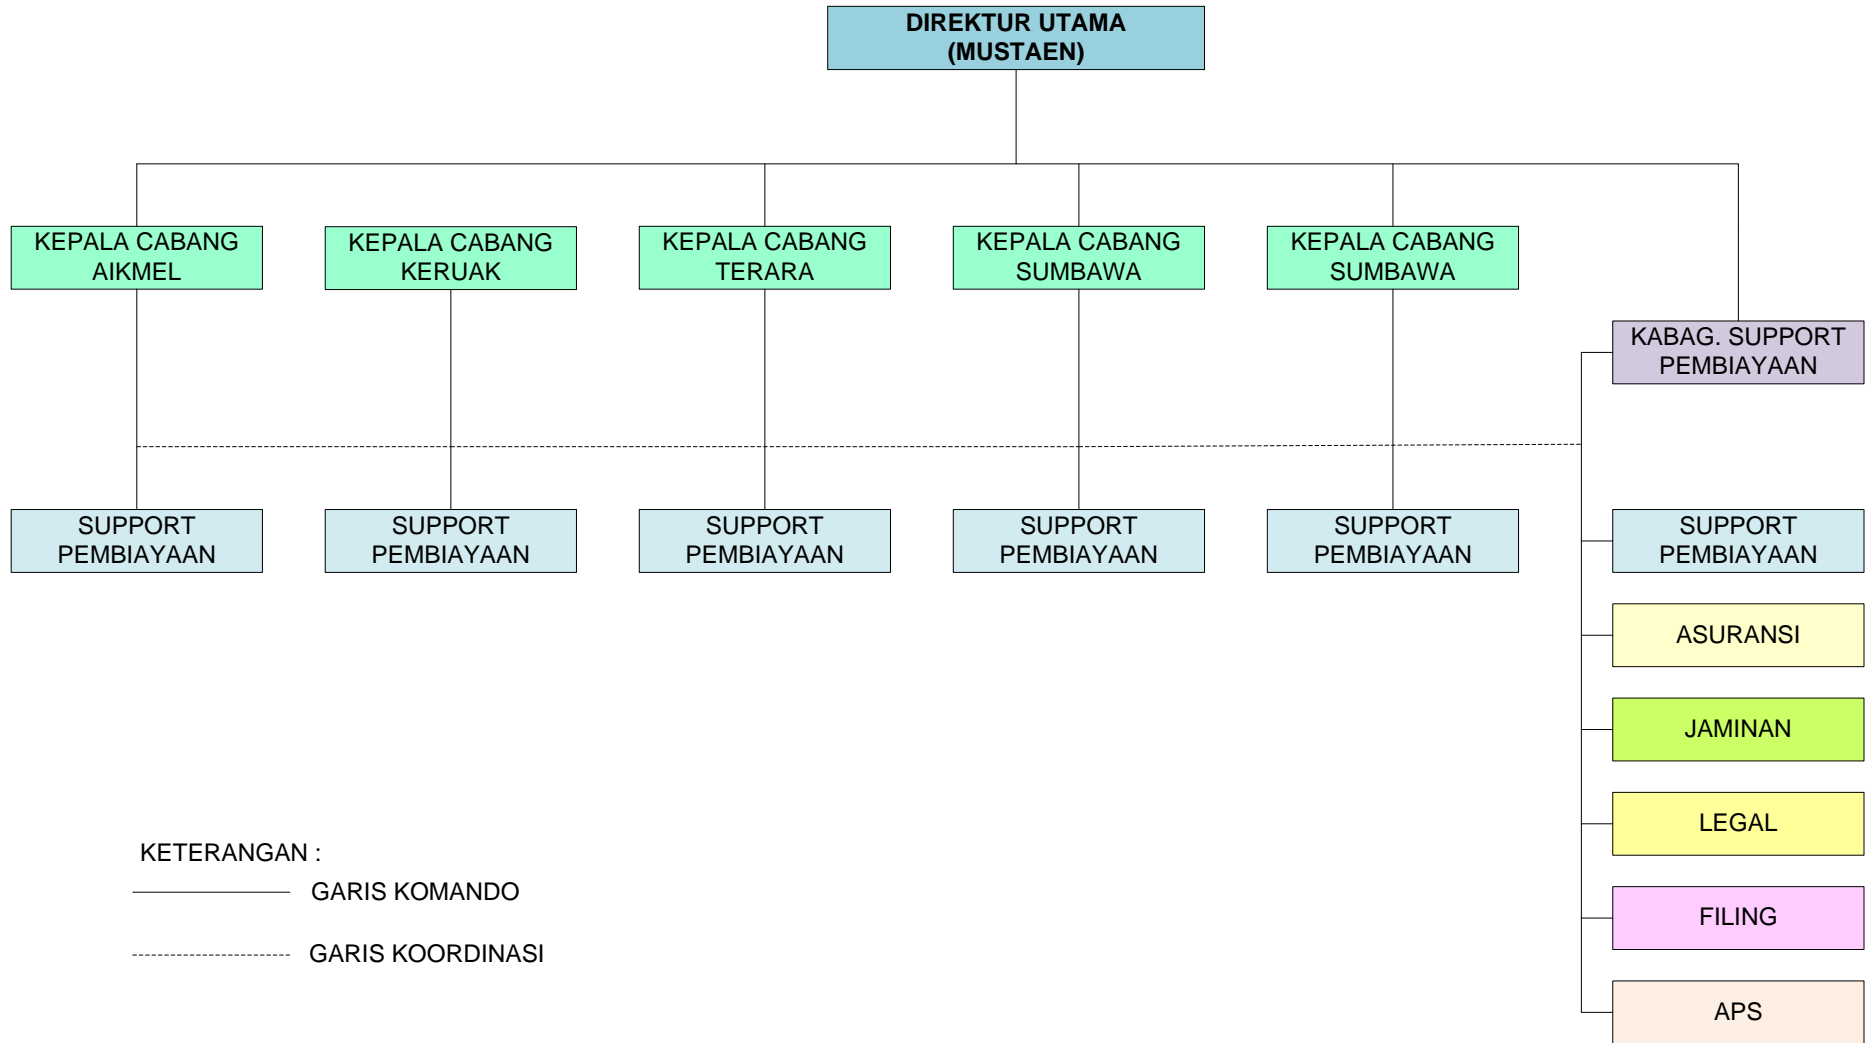 DIREKTUR UTAMA
(MUSTAEN)
KEPALA CABANG
AIKMEL
KEPALA CABANG
KERUAK
KEPALA CABANG
TERARA
KEPALA CABANG
SUMBAWA
KEPALA CABANG
SUMBAWA
KABAG. SUPPORT
PEMBIAYAAN
SUPPORT
PEMBIAYAAN
SUPPORT
PEMBIAYAAN
SUPPORT
PEMBIAYAAN
SUPPORT
PEMBIAYAAN
SUPPORT
PEMBIAYAAN
SUPPORT
PEMBIAYAAN
ASURANSI
JAMINAN
LEGAL
FILING
APS
KETERANGAN :
GARIS KOMANDO
GARIS KOORDINASI